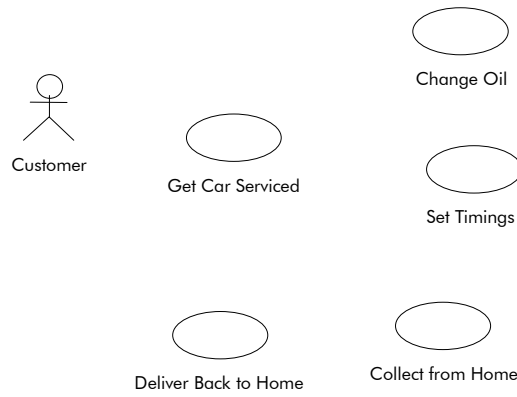 Change Oil
Customer
Get Car Serviced
Set Timings
Collect from Home
Deliver Back to Home